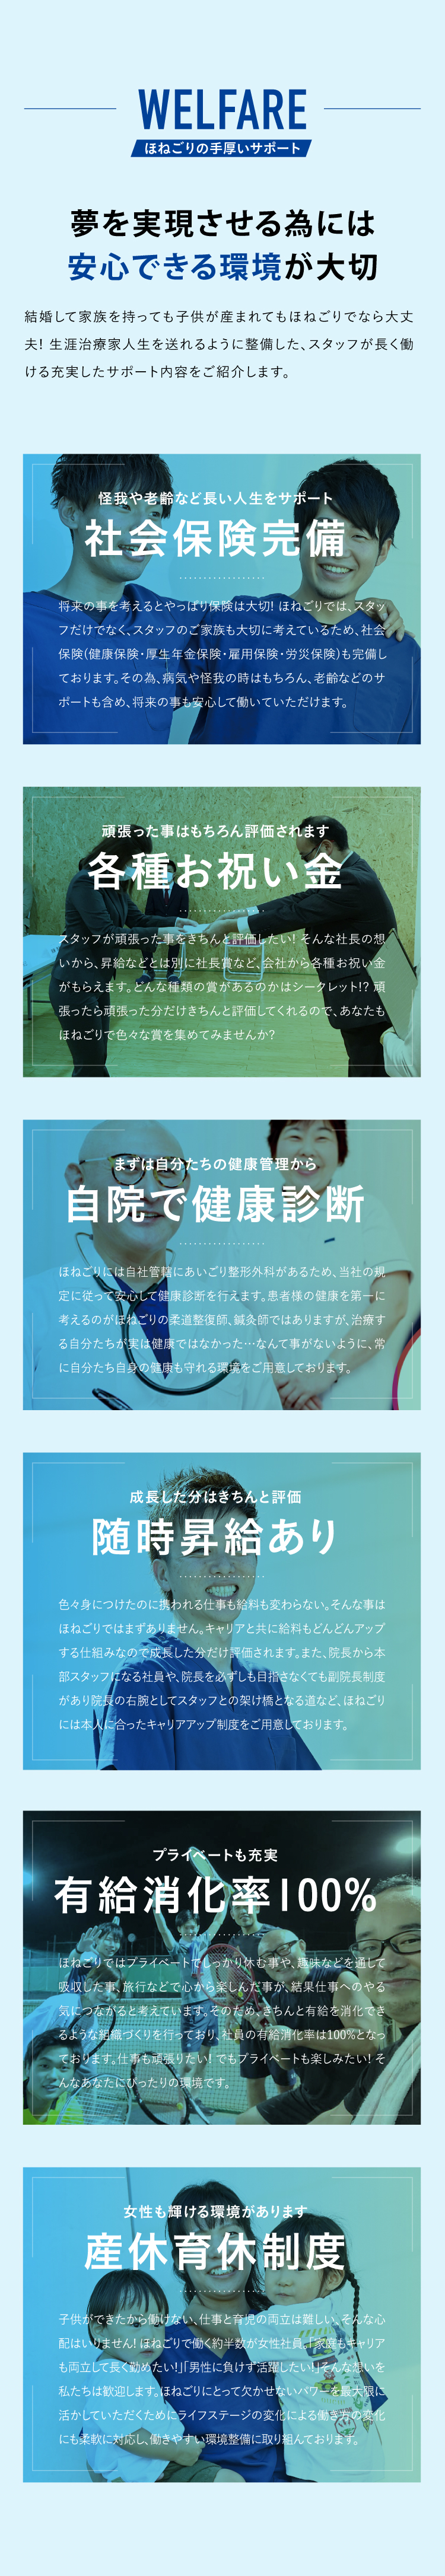 WELFARE
ほねごりの手厚いサポート
夢を実現させる為には
安心できる環境が大切
結婚して家族を持っても子供が産まれてもほねごりでなら大丈
夫! 生涯治療家人生を送れるように整備した、スタッフが長く働
ける充実したサポート内容をご紹介します。
怪我や老齢など長い人生をサポート
社会保険完備
将来の事を考えるとやっぱり保険は大切! ほねごりでは、スタッ
フだけでなく、スタッフのご家族も大切に考えているため、社会
保険(健康保険・厚生年金保険・雇用保険・労災保険)も完備し
ております。その為、病気や怪我の時はもちろん、老齢などのサ
ポートも含め、将来の事も安心して働いていただけます。
頑張った事はもちろん評価されます
各種お祝い金
スタッフが頑張った事をきちんと評価したい! そんな社長の想
いから、昇給などとは別に社長賞など、会社から各種お祝い金
がもらえます。どんな種類の賞があるのかはシークレット!? 頑
張ったら頑張った分だけきちんと評価してくれるので、あなたも
ほねごりで色々な賞を集めてみませんか?
まずは自分たちの健康管理から
自院で健康診断
ほねごりには自社管轄にあいごり整形外科があるため、当社の規
定に従って安心して健康診断を行えます。患者様の健康を第一に
考えるのがほねごりの柔道整復師、鍼灸師ではありますが、治療す
る自分たちが実は健康ではなかった…なんて事がないように、常
に自分たち自身の健康も守れる環境をご用意しております。
成長した分はきちんと評価
随時昇給あり
色々身につけたのに携われる仕事も給料も変わらない。そんな事は
ほねごりではまずありません。キャリアと共に給料もどんどんアップ
する仕組みなので成長した分だけ評価されます。また、院長から本
部スタッフになる社員や、院長を必ずしも目指さなくても副院長制度
があり院長の右腕としてスタッフとの架け橋となる道など、ほねごり
には本人に合ったキャリアアップ制度をご用意しております。
プライベートも充実
有給消化率100%
ほねごりではプライベートでしっかり休む事や、趣味などを通して
吸収した事、旅行などで心から楽しんだ事が、結果仕事へのやる
気につながると考えています。そのため、きちんと有給を消化でき
るような組織づくりを行っており、社員の有給消化率は100%となっ
ております。仕事も頑張りたい! でもプライベートも楽しみたい! そ
んなあなたにぴったりの環境です。
女性も輝ける環境があります
産休育休制度
子供ができたから働けない、仕事と育児の両立は難しい。そんな心
配はいりません! ほねごりで働く約半数が女性社員。「家庭もキャリア
も両立して長く勤めたい!」「男性に負けず活躍したい!」そんな想いを
私たちは歓迎します。ほねごりにとって欠かせないパワーを最大限に
活かしていただくためにライフステージの変化による働き方の変化
にも柔軟に対応し、働きやすい環境整備に取り組んております。